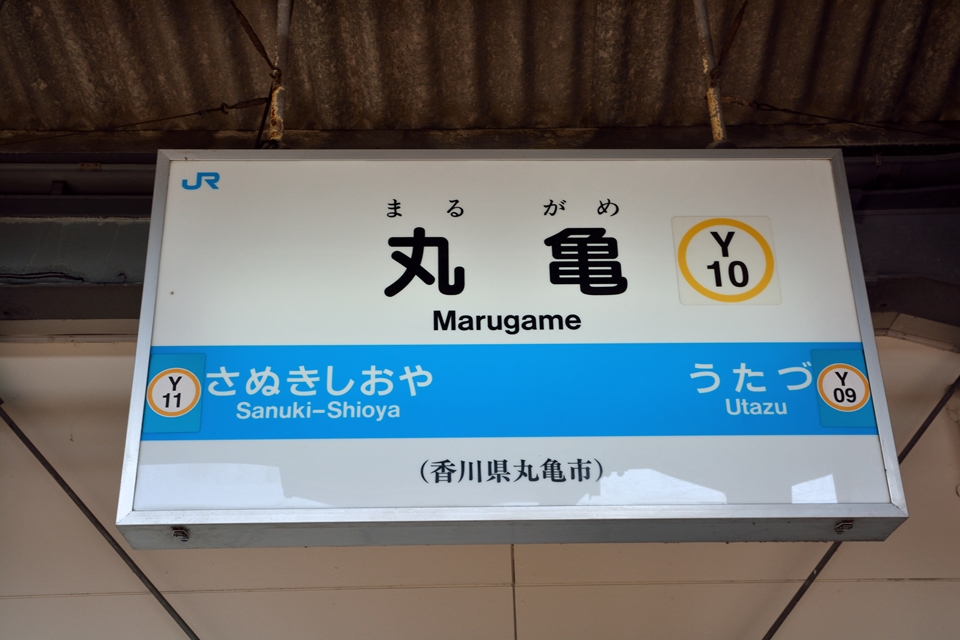 JR
まるがめ
丸亀
Y
10
Marugame
Y
11
さぬきしおや
Sanuki-Shioya
うたづ
Utazu
Y
09
(香川県丸亀市)